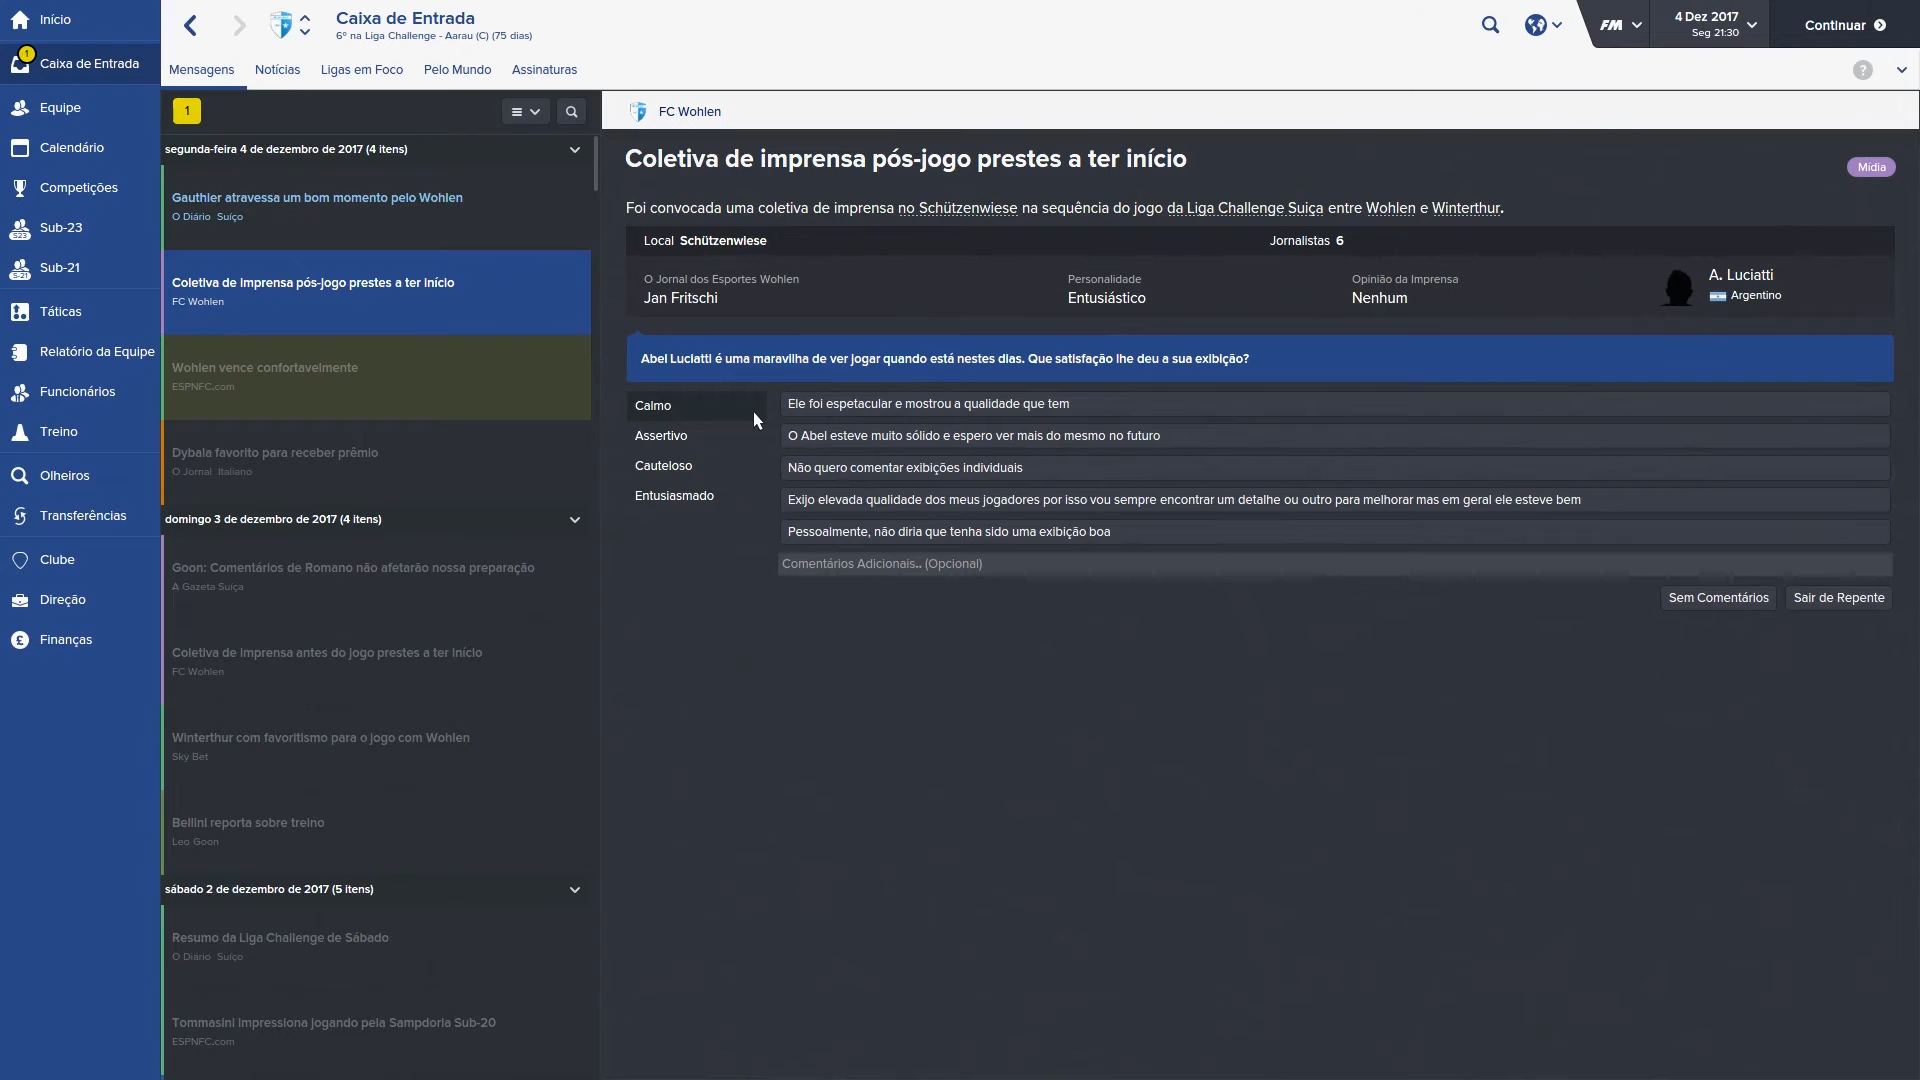 Início
Caixa de Entrada
1
Equipe
Calendário
Competições
Sub-23
Sub-21
Táticas
Relatório da Equipe
Funcionários
Treino
Olheiros
Transferências
Clube
Direção
Finanças
Caixa de Entrada
6º na Liga Challenge - Aarau (C) (75 dias)
FM
4 Dez 2017
Seg 21:30
Continuar
Mensagens Notícias Ligas em Foco Pelo Mundo Assinaturas
?
1
segunda-feira 4 de dezembro de 2017 (4 itens)
Gauthier atravessa um bom momento pelo Wohlen
O Diário Suíço
Coletiva de imprensa pós-jogo prestes a ter início
FC Wohlen
Wohlen vence confortavelmente
ESPNFC.com
Dybala favorito para receber prêmio
O Jornal Italiano
domingo 3 de dezembro de 2017 (4 itens)
Goon: Comentários de Romano não afetarão nossa preparação
A Gazeta Suíça
Coletiva de imprensa antes do jogo prestes a ter início
FC Wohlen
Winterthur com favoritismo para o jogo com Wohlen
Sky Bet
Bellini reporta sobre treino
Leo Goon
sábado 2 de dezembro de 2017 (5 itens)
Resumo da Liga Challenge de Sábado
O Diário Suíço
Tommasini impressiona jogando pela Sampdoria Sub-20
ESPNFC.com
FC Wohlen
Coletiva de imprensa pós-jogo prestes a ter início
Mídia
Foi convocada uma coletiva de imprensa no Schützenwiese na sequência do jogo da Liga Challenge Suiça entre Wohlen e Winterthur.
Local Schützenwiese Jornalistas 6
O Jornal dos Esportes Wohlen
Jan Fritschi
Personalidade
Entusiástico
Opinião da Imprensa
Nenhum
A. Luciatti
Argentino
Abel Luciatti é uma maravilha de ver jogar quando está nestes dias. Que satisfação lhe deu a sua exibição?
Calmo
Assertivo
Cauteloso
Entusiasmado
Ele foi espetacular e mostrou a qualidade que tem
O Abel esteve muito sólido e espero ver mais do mesmo no futuro
Não quero comentar exibições individuais
Exijo elevada qualidade dos meus jogadores por isso vou sempre encontrar um detalhe ou outro para melhorar mas em geral ele esteve bem
Pessoalmente, não diria que tenha sido uma exibição boa
Comentários Adicionais.. (Opcional)
Sem Comentários Sair de Repente